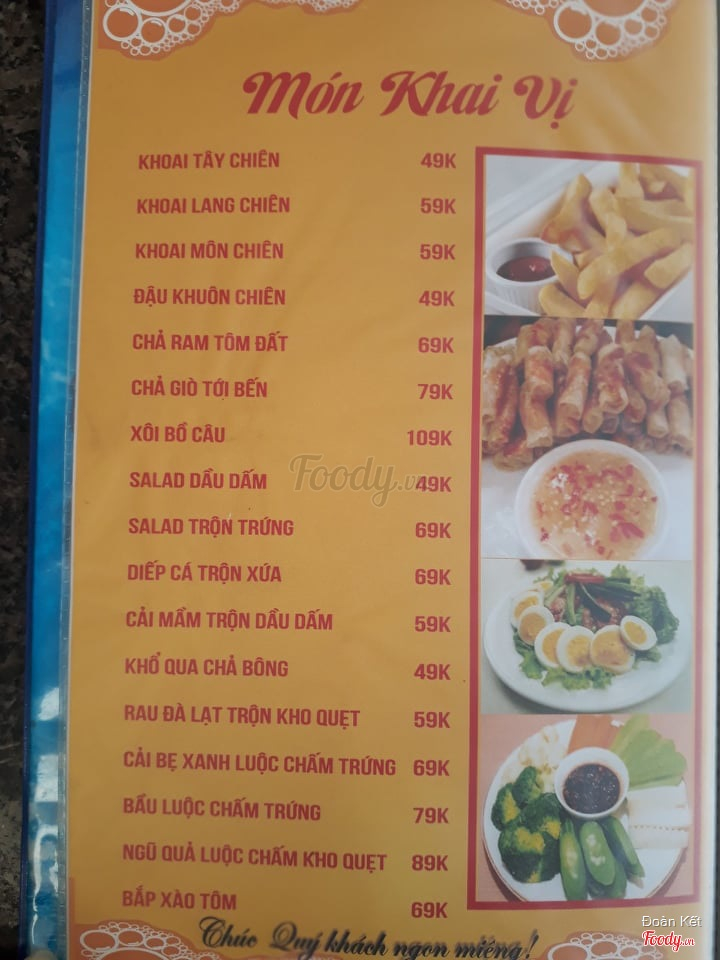 Món Khai Vị
KHOAI TÂY CHIÊN 49K
KHOAI LANG CHIÊN 59K
KHOAI MÔN CHIÊN 59K
ĐẬU KHUÔN CHIÊN 49K
CHẢ RAM TÔM ĐẤT 69K
CHẢ GIÒ TỚI BẾN 79K
XÔI BỒ CÂU 109K
SALAD DẦU DẤM 49K
Foody.vn
SALAD TRỘN TRỨNG 69K
DIẾP CÁ TRỘN XỨA 69K
CẢI MẦM TRỘN DẦU DẤM 59K
KHỔ QUA CHẢ BÔNG 49K
RAU ĐÀ LẠT TRỘN KHO QUẸT 59K
CẢI BẸ XANH LUỘC CHẤM TRỨNG 69K
BẦU LUỘC CHẤM TRỨNG 79K
NGŨ QUẢ LUỘC CHẤM KHO QUẸT 89K
BẮP XÀO TÔM 69K
Chúc Quý khách ngon miệng!
Đoàn Kết
Foody.vn